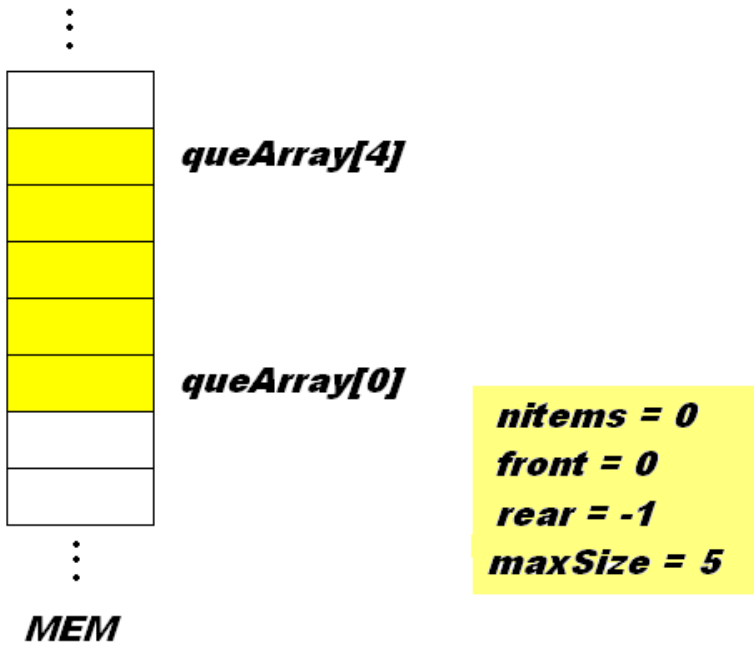 queArray[4]
queArray[0]
nitems = 0
front = 0
rear = -1
maxSize = 5
MEM